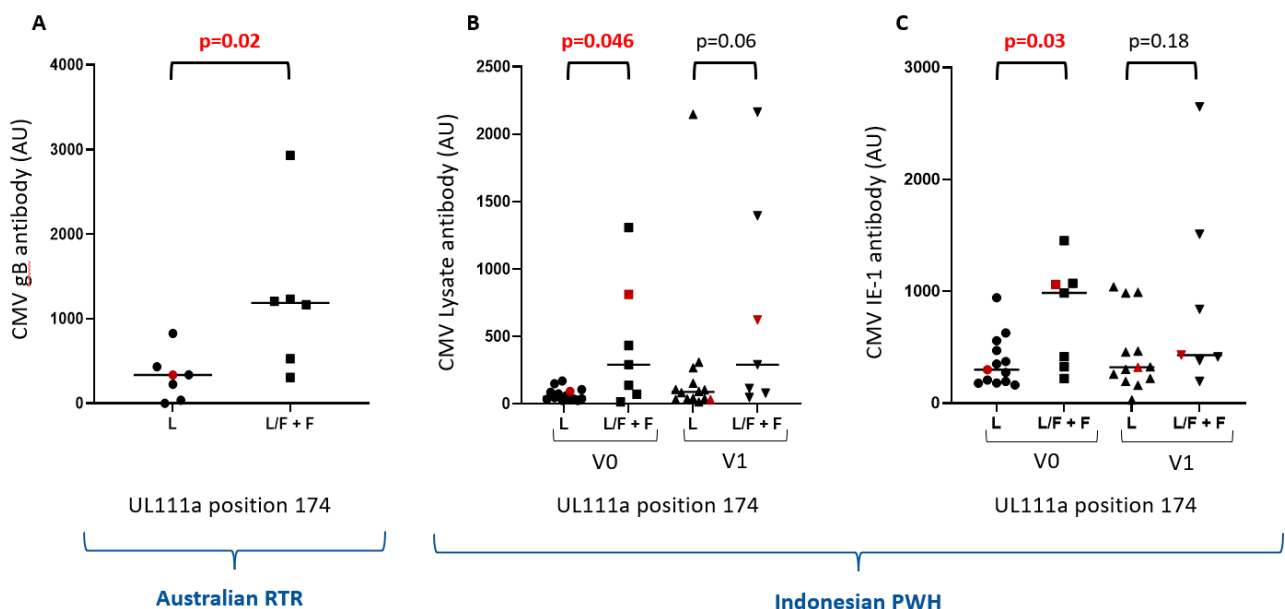 A
p=0.02
4000
3000
2000
1000
0
CMV gB antibody (AU)
L
L/F + F
UL111a position 174
Australian RTR
B
p=0.046
p=0.06
2500
2000
1500
1000
500
0
CMV Lysate antibody (AU)
L
L/F + F
L
L/F + F
V0
V1
UL111a position 174
C
p=0.03
p=0.18
3000
2000
1000
0
CMV IE-1 antibody (AU)
L
L/F + F
L
L/F + F
V0
V1
UL111a position 174
Indonesian PWH